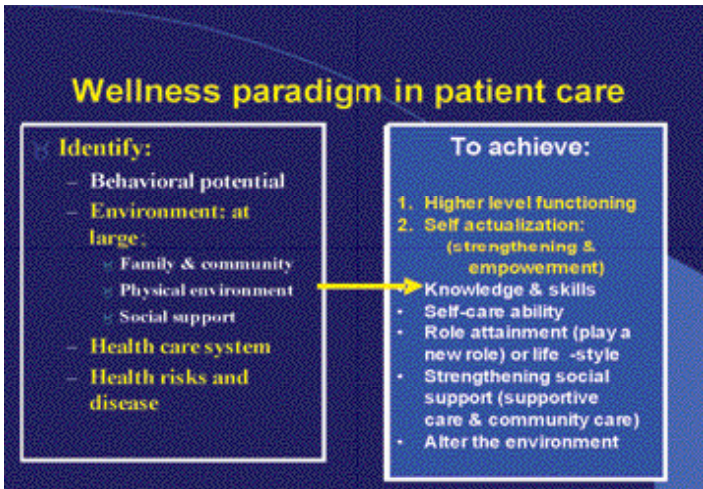 Wellness paradigm in patient care
Identify:
– Behavioral potential
– Environment: at
large:
Family & community
Physical environment
Social support
– Health care system
– Health risks and
disease
To achieve:
1. Higher level functioning
2. Self actualization:
(strengthening &
empowerment)
• Knowledge & skills
• Self-care ability
• Role attainment (play a
new role) or life -style
• Strengthening social
support (supportive
care & community care)
• Alter the environment